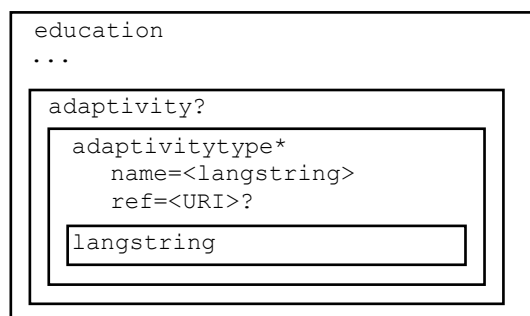 education
...
adaptivity?
adaptivitytype*
name=<langstring>
ref=<URI>?
langstring